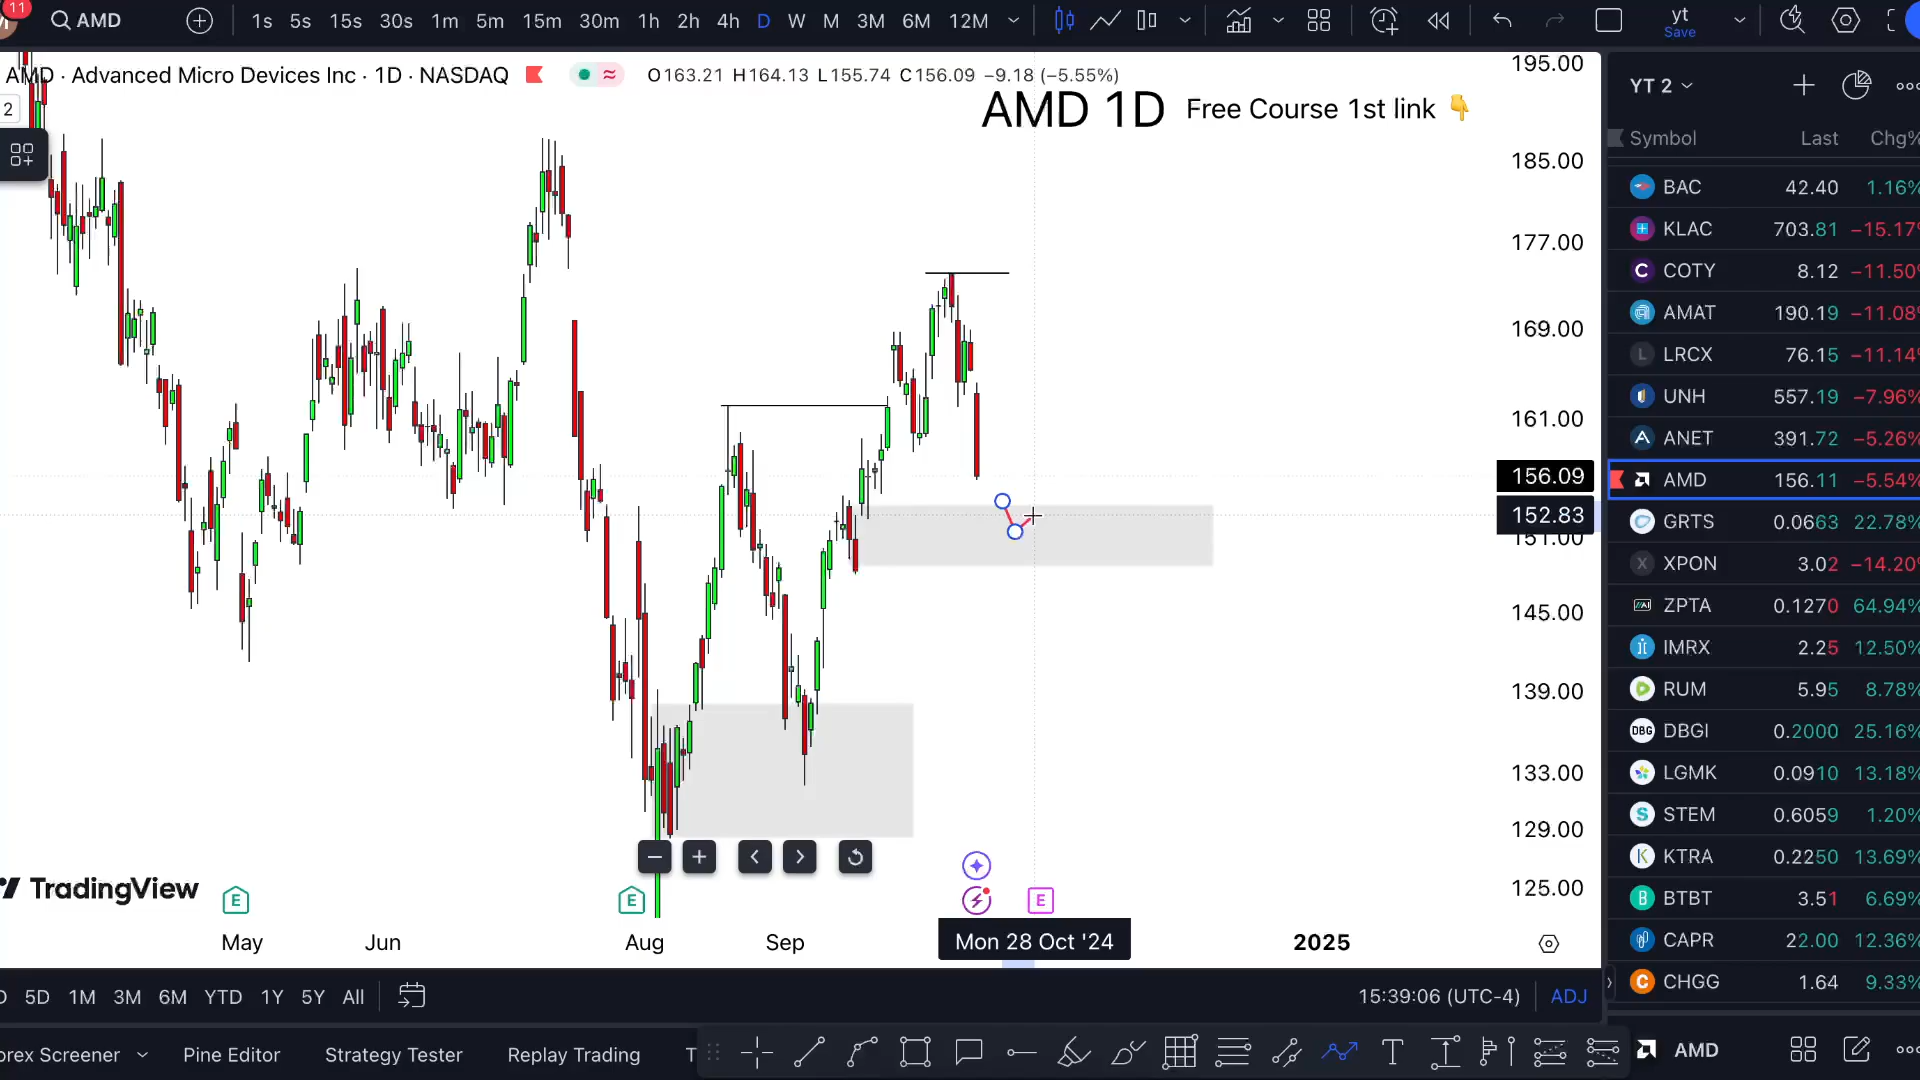 11
AMD
1s 5s 15s 30s 1m 5m 15m 30m 1h 2h 4h D W M 3M 6M 12M
yt
Save
AMD · Advanced Micro Devices Inc · 1D · NASDAQ
O163.21 H164.13 L155.74 C156.09 −9.18 (−5.55%)
2
AMD 1D
Free Course 1st link 👇
195.00
185.00
177.00
169.00
161.00
156.09
152.83
151.00
145.00
139.00
133.00
129.00
125.00
TradingView
E
E
E
May
Jun
Aug
Sep
Mon 28 Oct '24
2025
5D 1M 3M 6M YTD 1Y 5Y All
15:39:06 (UTC-4)
ADJ
orex Screener
Pine Editor
Strategy Tester
Replay Trading
T
YT 2
Symbol Last Chg%
BAC 42.40 1.16%
KLAC 703.81 −15.17%
COTY 8.12 −11.50%
AMAT 190.19 −11.08%
LRCX 76.15 −11.14%
UNH 557.19 −7.96%
ANET 391.72 −5.26%
AMD 156.11 −5.54%
GRTS 0.0663 22.78%
XPON 3.02 −14.20%
ZPTA 0.1270 64.94%
IMRX 2.25 12.50%
RUM 5.95 8.78%
DBGI 0.2000 25.16%
LGMK 0.0910 13.18%
STEM 0.6059 1.20%
KTRA 0.2250 13.69%
BTBT 3.51 6.69%
CAPR 22.00 12.36%
CHGG 1.64 9.33%
AMD